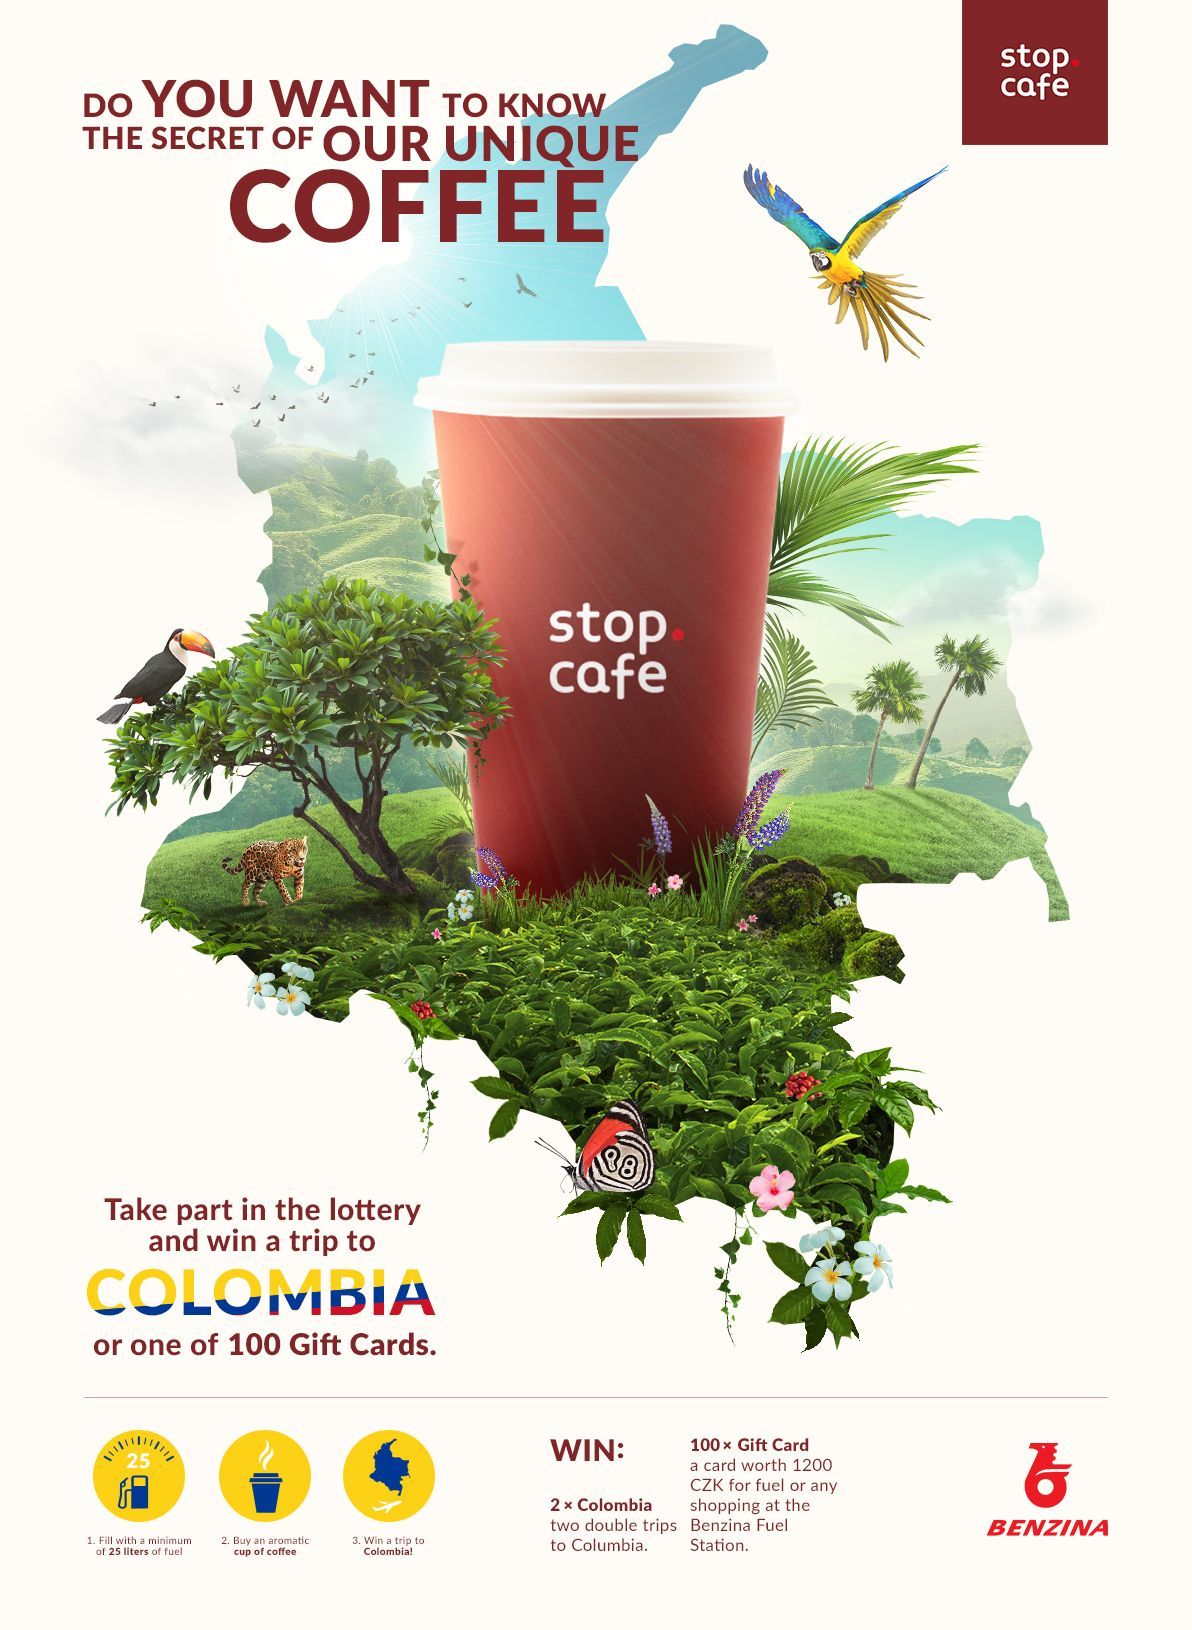 stop.
cafe
DO YOU WANT TO KNOW
THE SECRET OF OUR UNIQUE
COFFEE
stop.
cafe
Take part in the lottery
and win a trip to
COLOMBIA
or one of 100 Gift Cards.
25
1. Fill with a minimum
of 25 liters of fuel
2. Buy an aromatic
cup of coffee
3. Win a trip to
Colombia!
WIN:
2 × Colombia
two double trips
to Columbia.
100 × Gift Card
a card worth 1200
CZK for fuel or any
shopping at the
Benzina Fuel
Station.
BENZINA